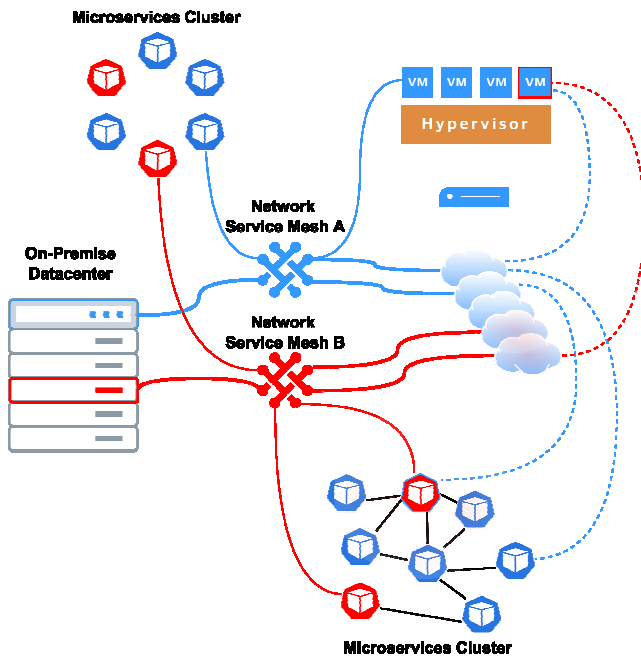 Microservices Cluster
VM VM VM VM
Hypervisor
Network
Service Mesh A
On-Premise
Datacenter
Network
Service Mesh B
Microservices Cluster